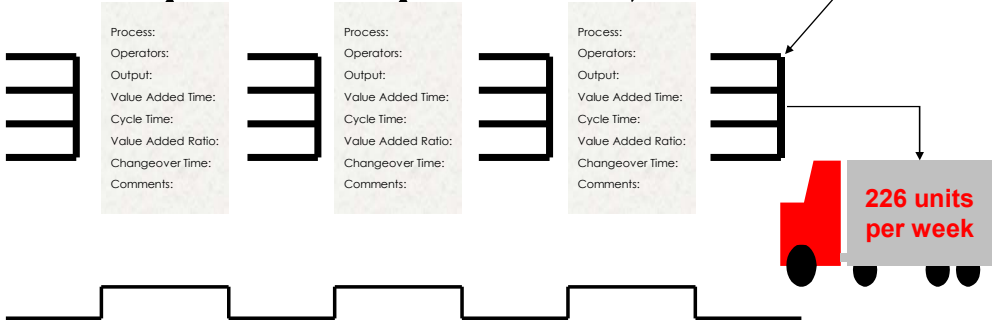 Process:
Operators:
Output:
Value Added Time:
Cycle Time:
Value Added Ratio:
Changeover Time:
Comments:
Process:
Operators:
Output:
Value Added Time:
Cycle Time:
Value Added Ratio:
Changeover Time:
Comments:
Process:
Operators:
Output:
Value Added Time:
Cycle Time:
Value Added Ratio:
Changeover Time:
Comments:
226 units
per week